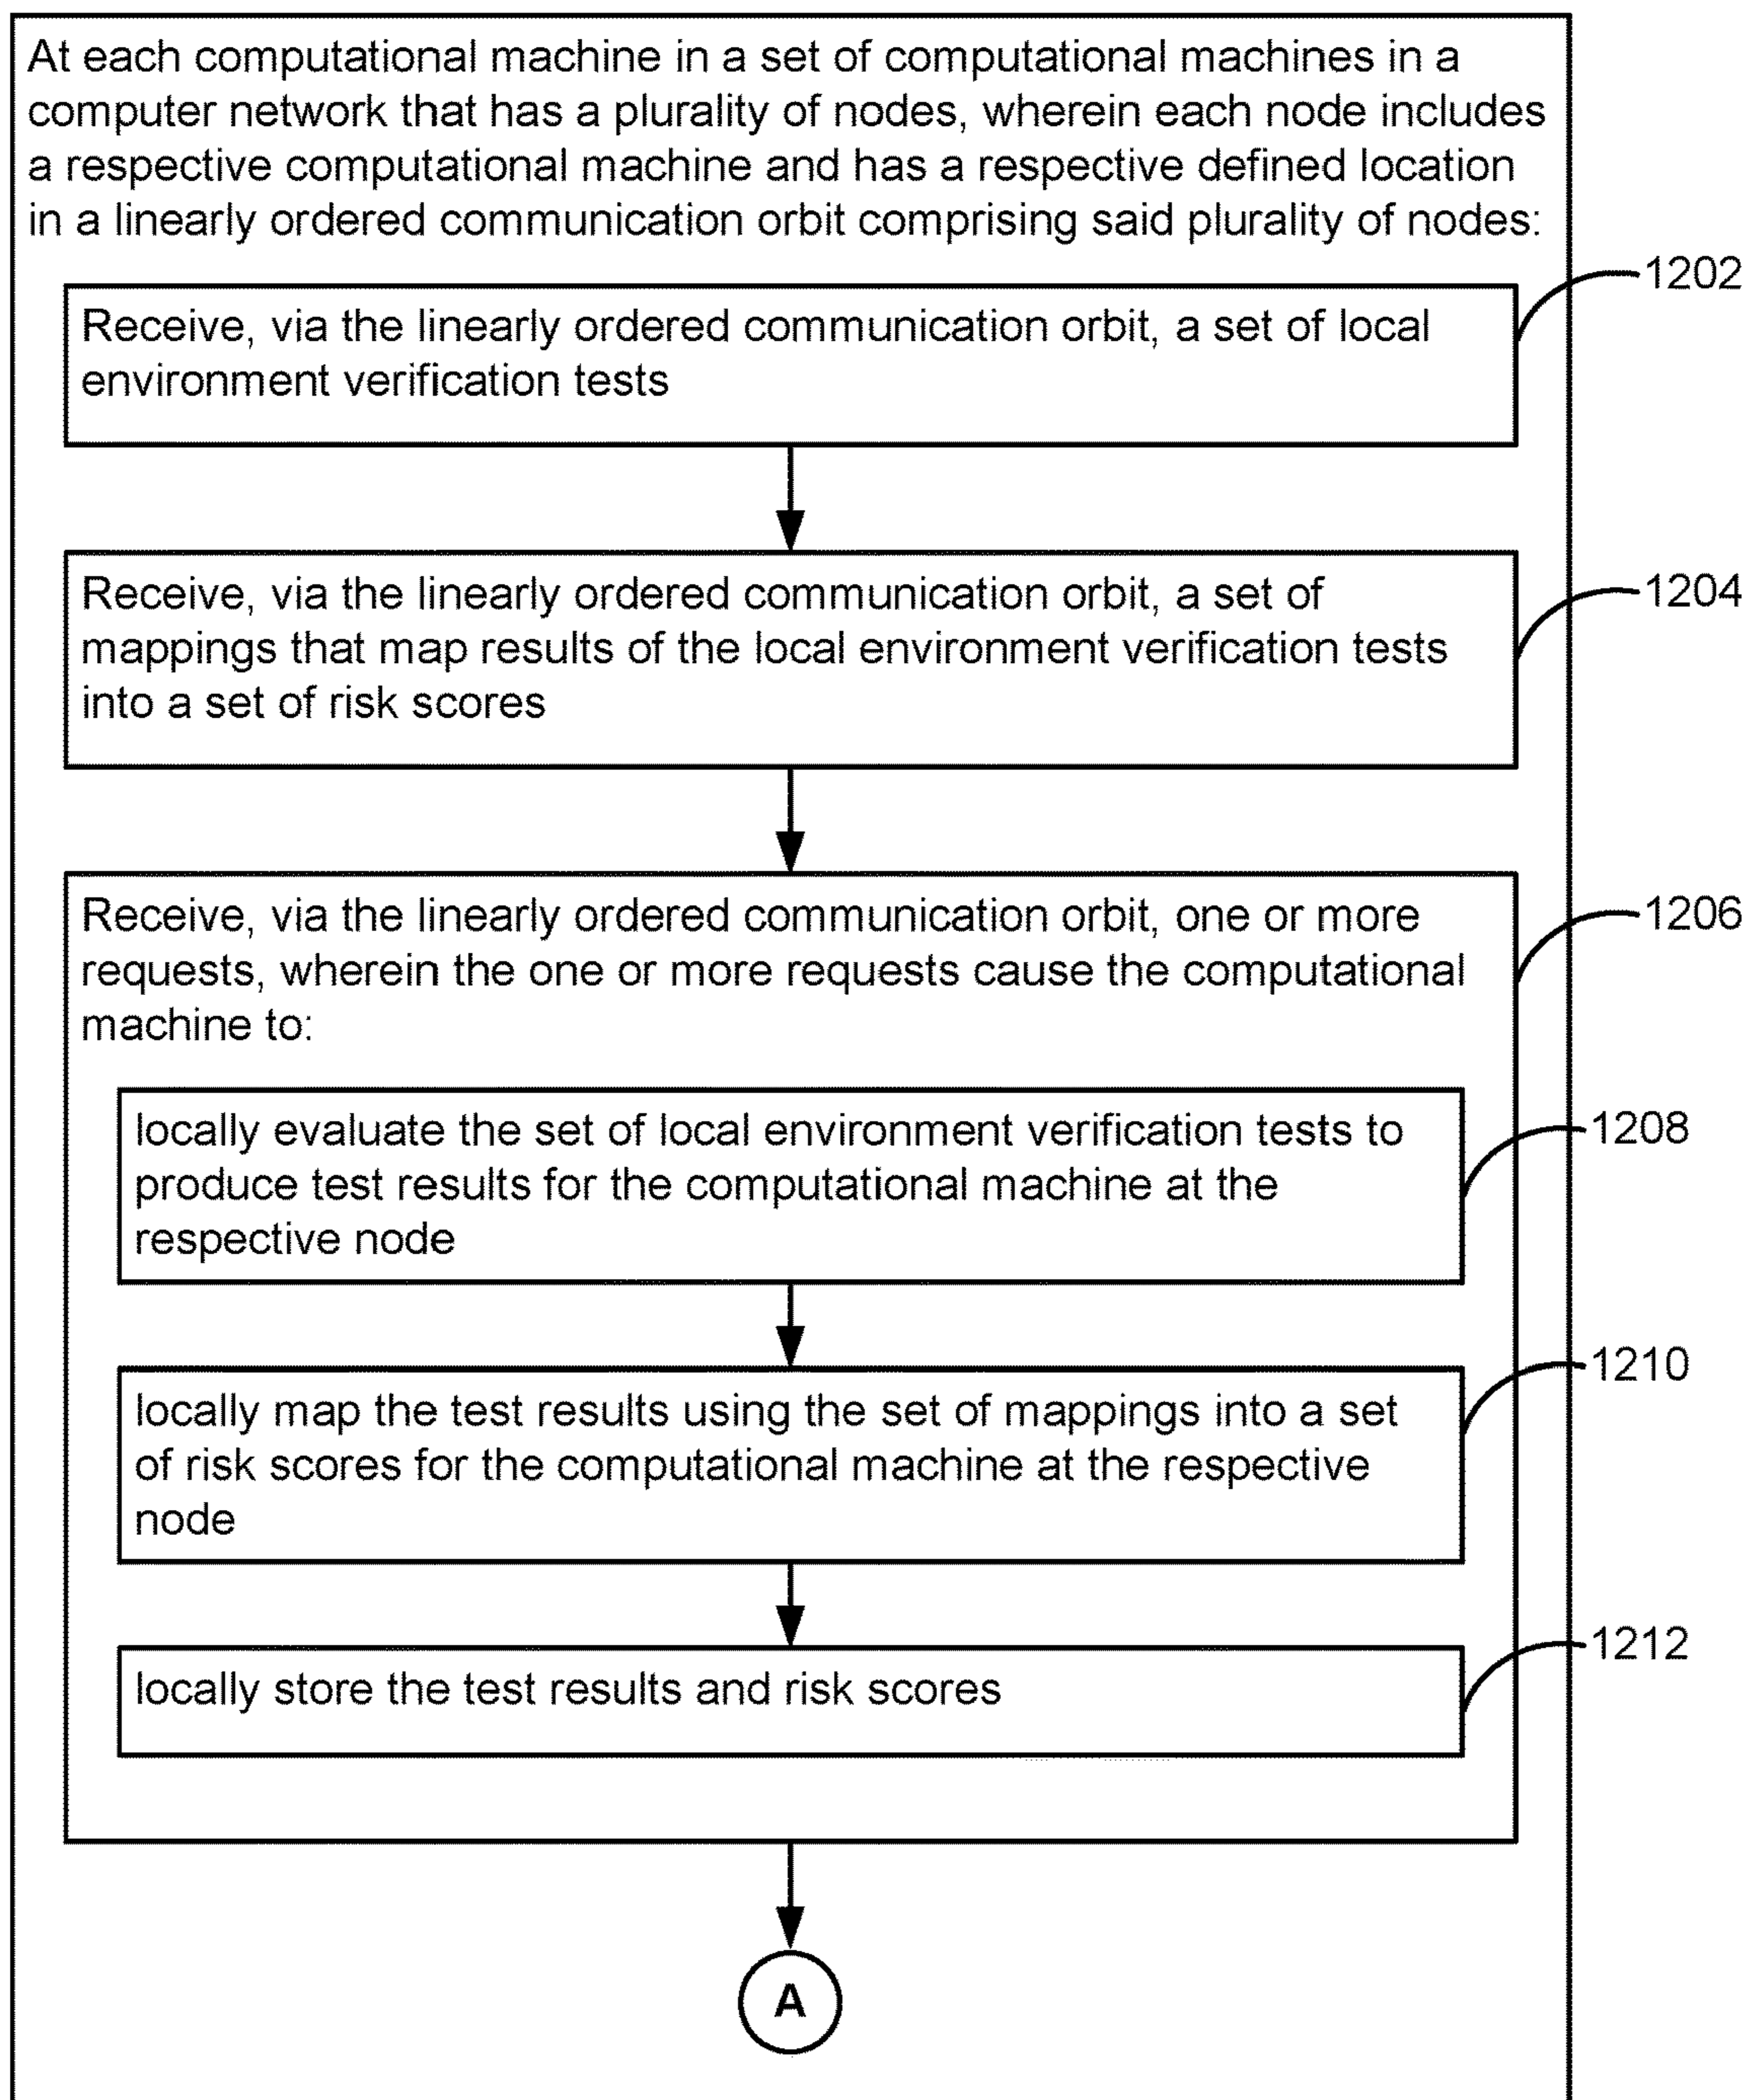 At each computational machine in a set of computational machines in a
computer network that has a plurality of nodes, wherein each node includes
a respective computational machine and has a respective defined location
in a linearly ordered communication orbit comprising said plurality of nodes:
1202
Receive, via the linearly ordered communication orbit, a set of local
environment verification tests
1204
Receive, via the linearly ordered communication orbit, a set of
mappings that map results of the local environment verification tests
into a set of risk scores
1206
Receive, via the linearly ordered communication orbit, one or more
requests, wherein the one or more requests cause the computational
machine to:
1208
locally evaluate the set of local environment verification tests to
produce test results for the computational machine at the
respective node
1210
locally map the test results using the set of mappings into a set
of risk scores for the computational machine at the respective
node
1212
locally store the test results and risk scores
A